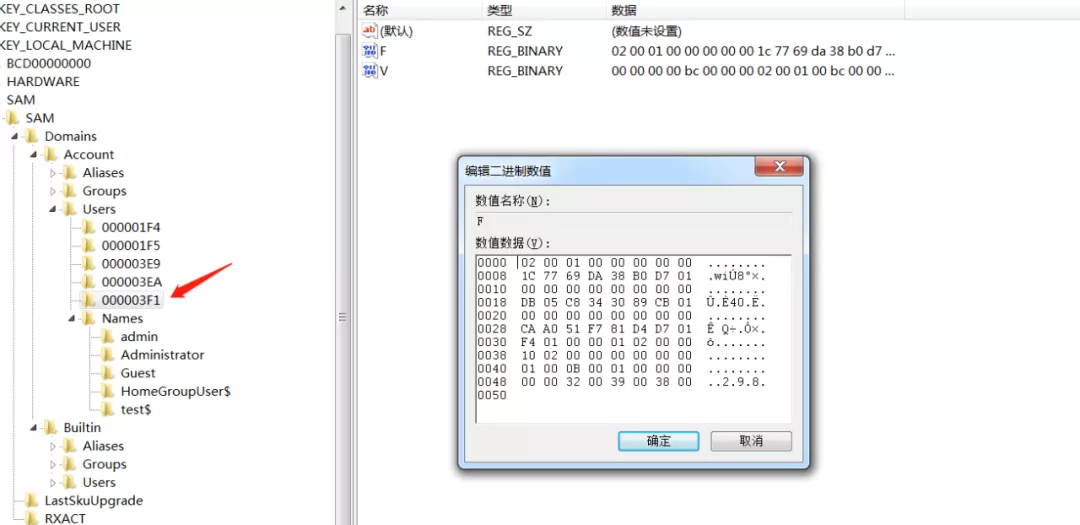 KEY_CLASSES_ROOT
KEY_CURRENT_USER
KEY_LOCAL_MACHINE
BCD00000000
HARDWARE
SAM
SAM
Domains
Account
Aliases
Groups
Users
000001F4
000001F5
000003E9
000003EA
000003F1
Names
admin
Administrator
Guest
HomeGroupUser$
test$
Builtin
Aliases
Groups
Users
LastSkuUpgrade
RXACT
名称 类型 数据
ab (默认) REG_SZ (数值未设置)
F REG_BINARY 02 00 01 00 00 00 00 00 1c 77 69 da 38 b0 d7 ...
V REG_BINARY 00 00 00 00 bc 00 00 00 02 00 01 00 bc 00 00 ...
编辑二进制数值
数值名称(N):
F
数值数据(V):
0000 02 00 01 00 00 00 00 00 ........
0008 1C 77 69 DA 38 B0 D7 01 .wiÚ8°×.
0010 00 00 00 00 00 00 00 00 ........
0018 DB 05 C8 34 30 89 CB 01 Û.È40.Ë.
0020 00 00 00 00 00 00 00 00 ........
0028 CA A0 51 F7 81 D4 D7 01 Ê Q÷.Ô×.
0030 F4 01 00 00 01 02 00 00 ô.......
0038 10 02 00 00 00 00 00 00 ........
0040 01 00 0B 00 01 00 00 00 ........
0048 00 00 32 00 39 00 38 00 ..2.9.8.
0050
确定 取消